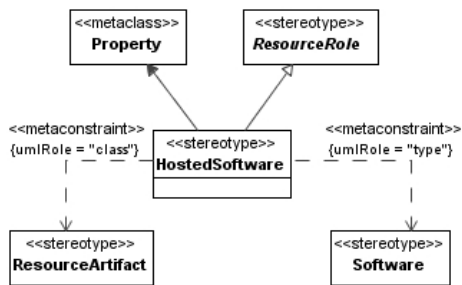 <<metaclass>>
Property
<<stereotype>>
ResourceRole
<<metaconstraint>>
{umlRole = "class"}
<<stereotype>>
HostedSoftware
<<metaconstraint>>
{umlRole = "type"}
<<stereotype>>
ResourceArtifact
<<stereotype>>
Software